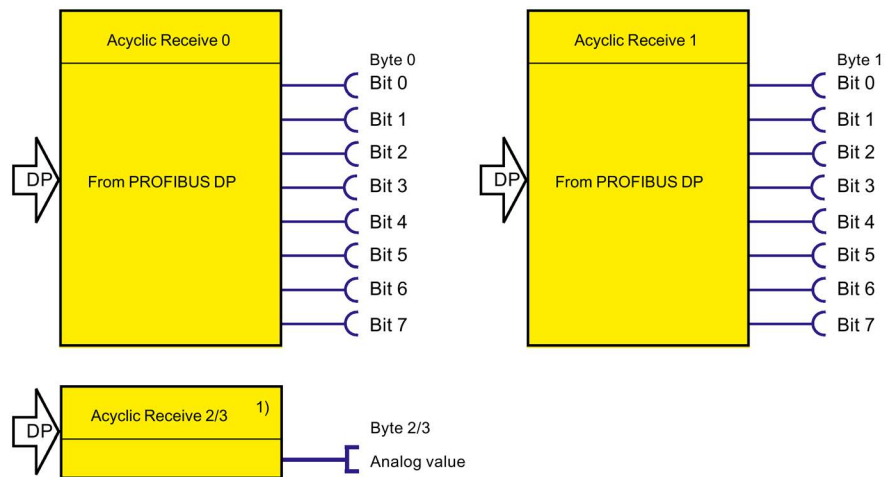 Acyclic Receive 0
Byte 0
Bit 0
Bit 1
Bit 2
DP
From PROFIBUS DP
Bit 3
Bit 4
Bit 5
Bit 6
Bit 7
Acyclic Receive 1
Byte 1
Bit 0
Bit 1
Bit 2
DP
From PROFIBUS DP
Bit 3
Bit 4
Bit 5
Bit 6
Bit 7
DP
Acyclic Receive 2/3 1)
Byte 2/3
Analog value